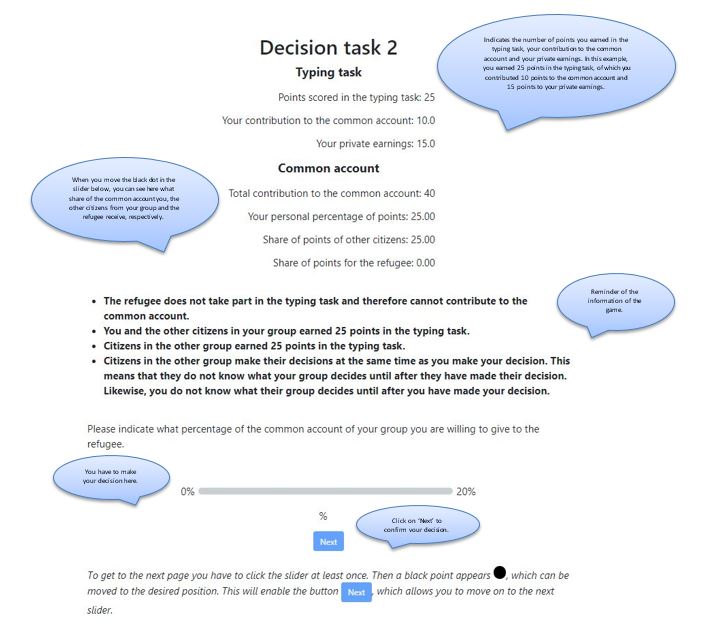 Decision task 2
Indicates the number of points you earned in the
typing task, your contribution to the common
account and your private earnings. In this example,
you earned 25 points in the typing task, of which you
contributed 10 points to the common account and
15 points to your private earnings.
Typing task
Points scored in the typing task: 25
Your contribution to the common account: 10.0
Your private earnings: 15.0
Common account
When you move the black dot in the
slider below, you can see here what
share of the common account you, the
other citizens from your group and the
refugee receive, respectively.
Total contribution to the common account: 40
Your personal percentage of points: 25.00
Share of points of other citizens: 25.00
Share of points for the refugee: 0.00
Reminder of the
information of the
game.
• The refugee does not take part in the typing task and therefore cannot contribute to the
common account.
• You and the other citizens in your group earned 25 points in the typing task.
• Citizens in the other group earned 25 points in the typing task.
• Citizens in the other group make their decisions at the same time as you make your decision. This
means that they do not know what your group decides until after they have made their decision.
Likewise, you do not know what their group decides until after you have made your decision.
Please indicate what percentage of the common account of your group you are willing to give to the
refugee.
You have to make
your decision here.
0% 20%
%
Click on 'Next' to
confirm your decision.
Next
To get to the next page you have to click the slider at least once. Then a black point appears , which can be
moved to the desired position. This will enable the button Next , which allows you to move on to the next
slider.